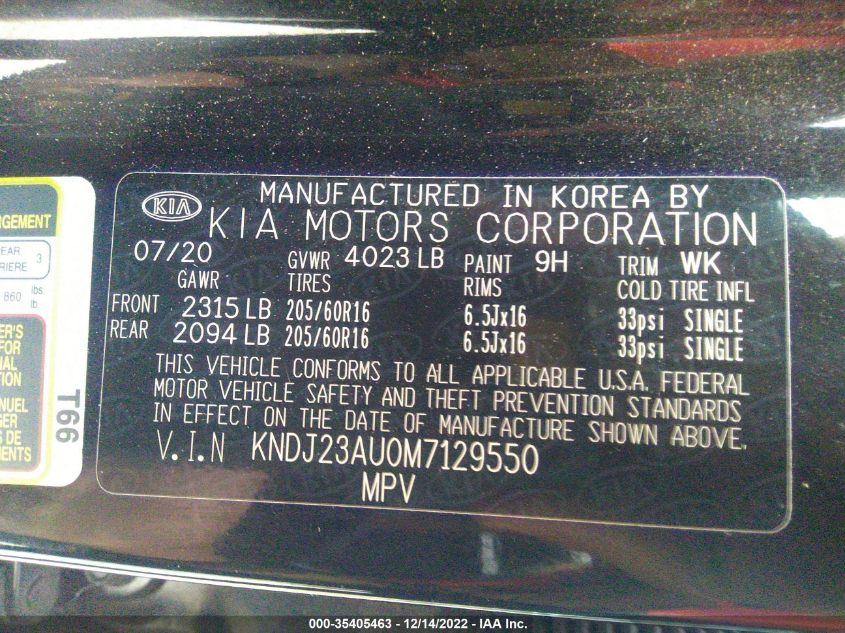 MANUFACTURED IN KOREA BY
KIA KIA MOTORS CORPORATION
07/20 GVWR 4023 LB PAINT 9H TRIM WK
GAWR TIRES RIMS COLD TIRE INFL
FRONT 2315 LB 205/60R16 6.5Jx16 33psi SINGLE
REAR 2094 LB 205/60R16 6.5Jx16 33psi SINGLE
THIS VEHICLE CONFORMS TO ALL APPLICABLE U.S.A. FEDERAL
MOTOR VEHICLE SAFETY AND THEFT PREVENTION STANDARDS
IN EFFECT ON THE DATE OF MANUFACTURE SHOWN ABOVE.
V.I.N KNDJ23AU0M7129550
MPV
3
860 lbs.
T66
000-35405463 - 12/14/2022 - IAA Inc.